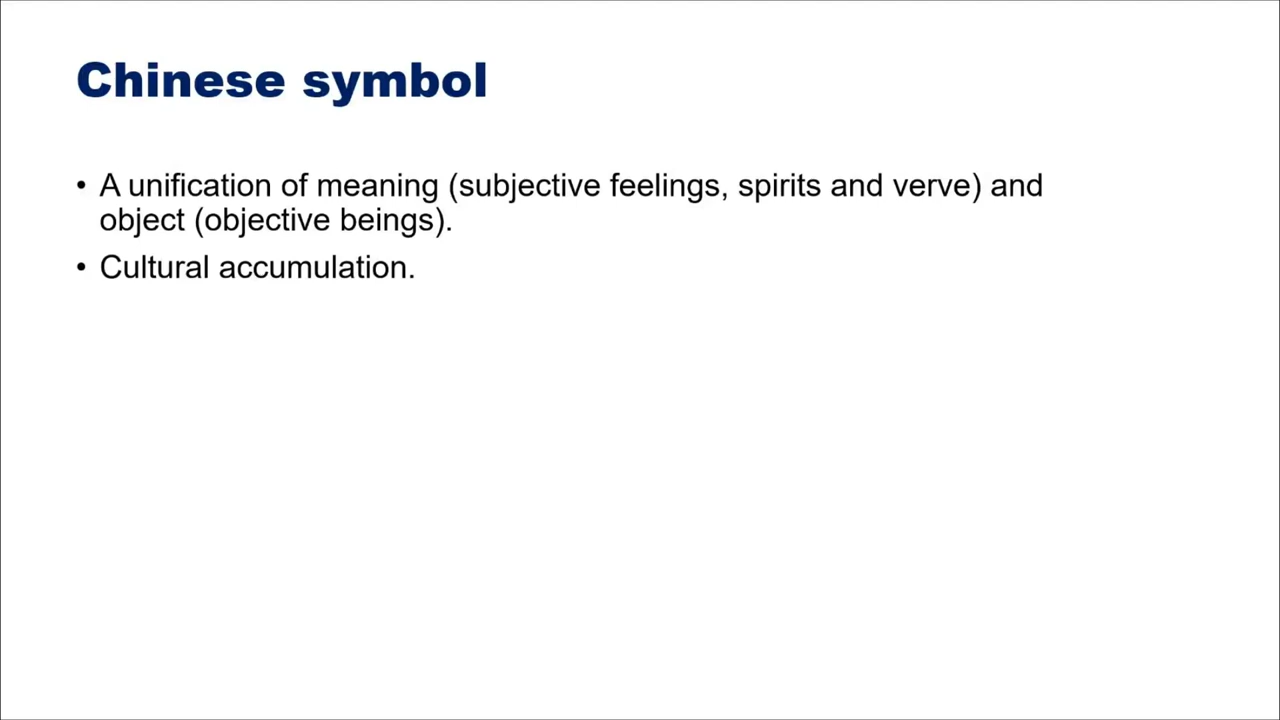 Chinese symbol
• A unification of meaning (subjective feelings, spirits and verve) and
object (objective beings).
• Cultural accumulation.